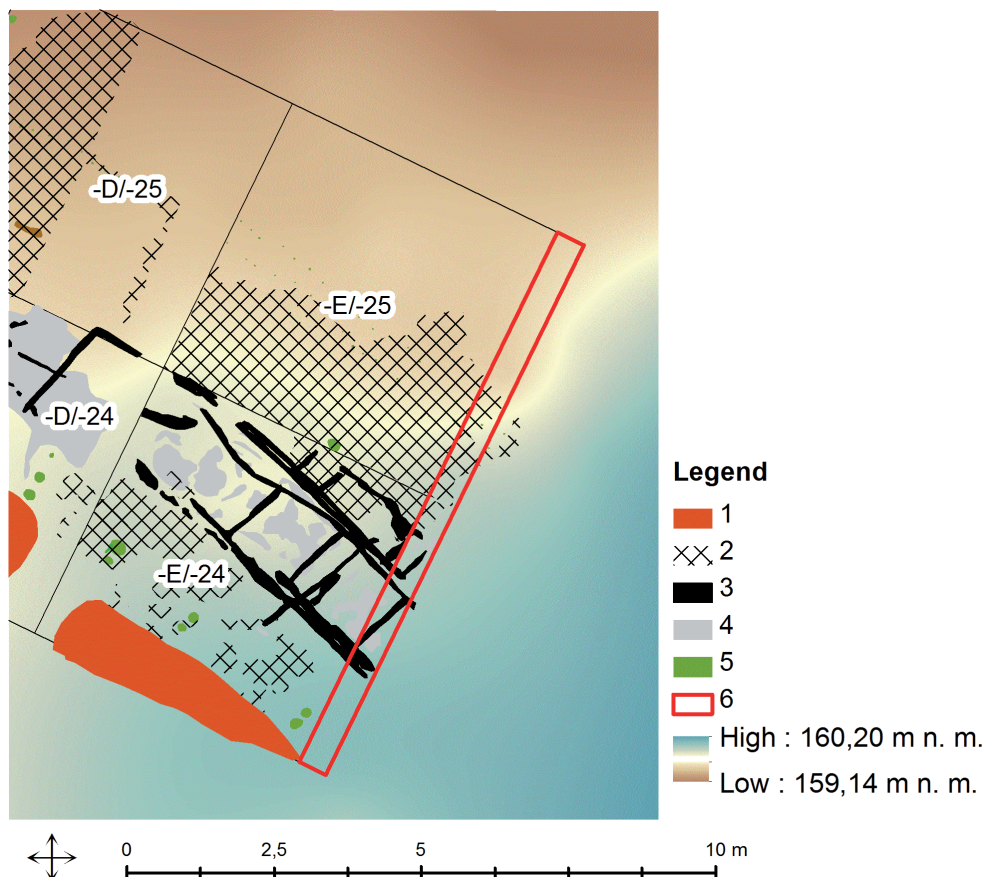 -D/-25
-E/-25
-D/-24
-E/-24
Legend
1
2
3
4
5
6
High : 160,20 m n. m.
Low : 159,14 m n. m.
0 2,5 5 10 m